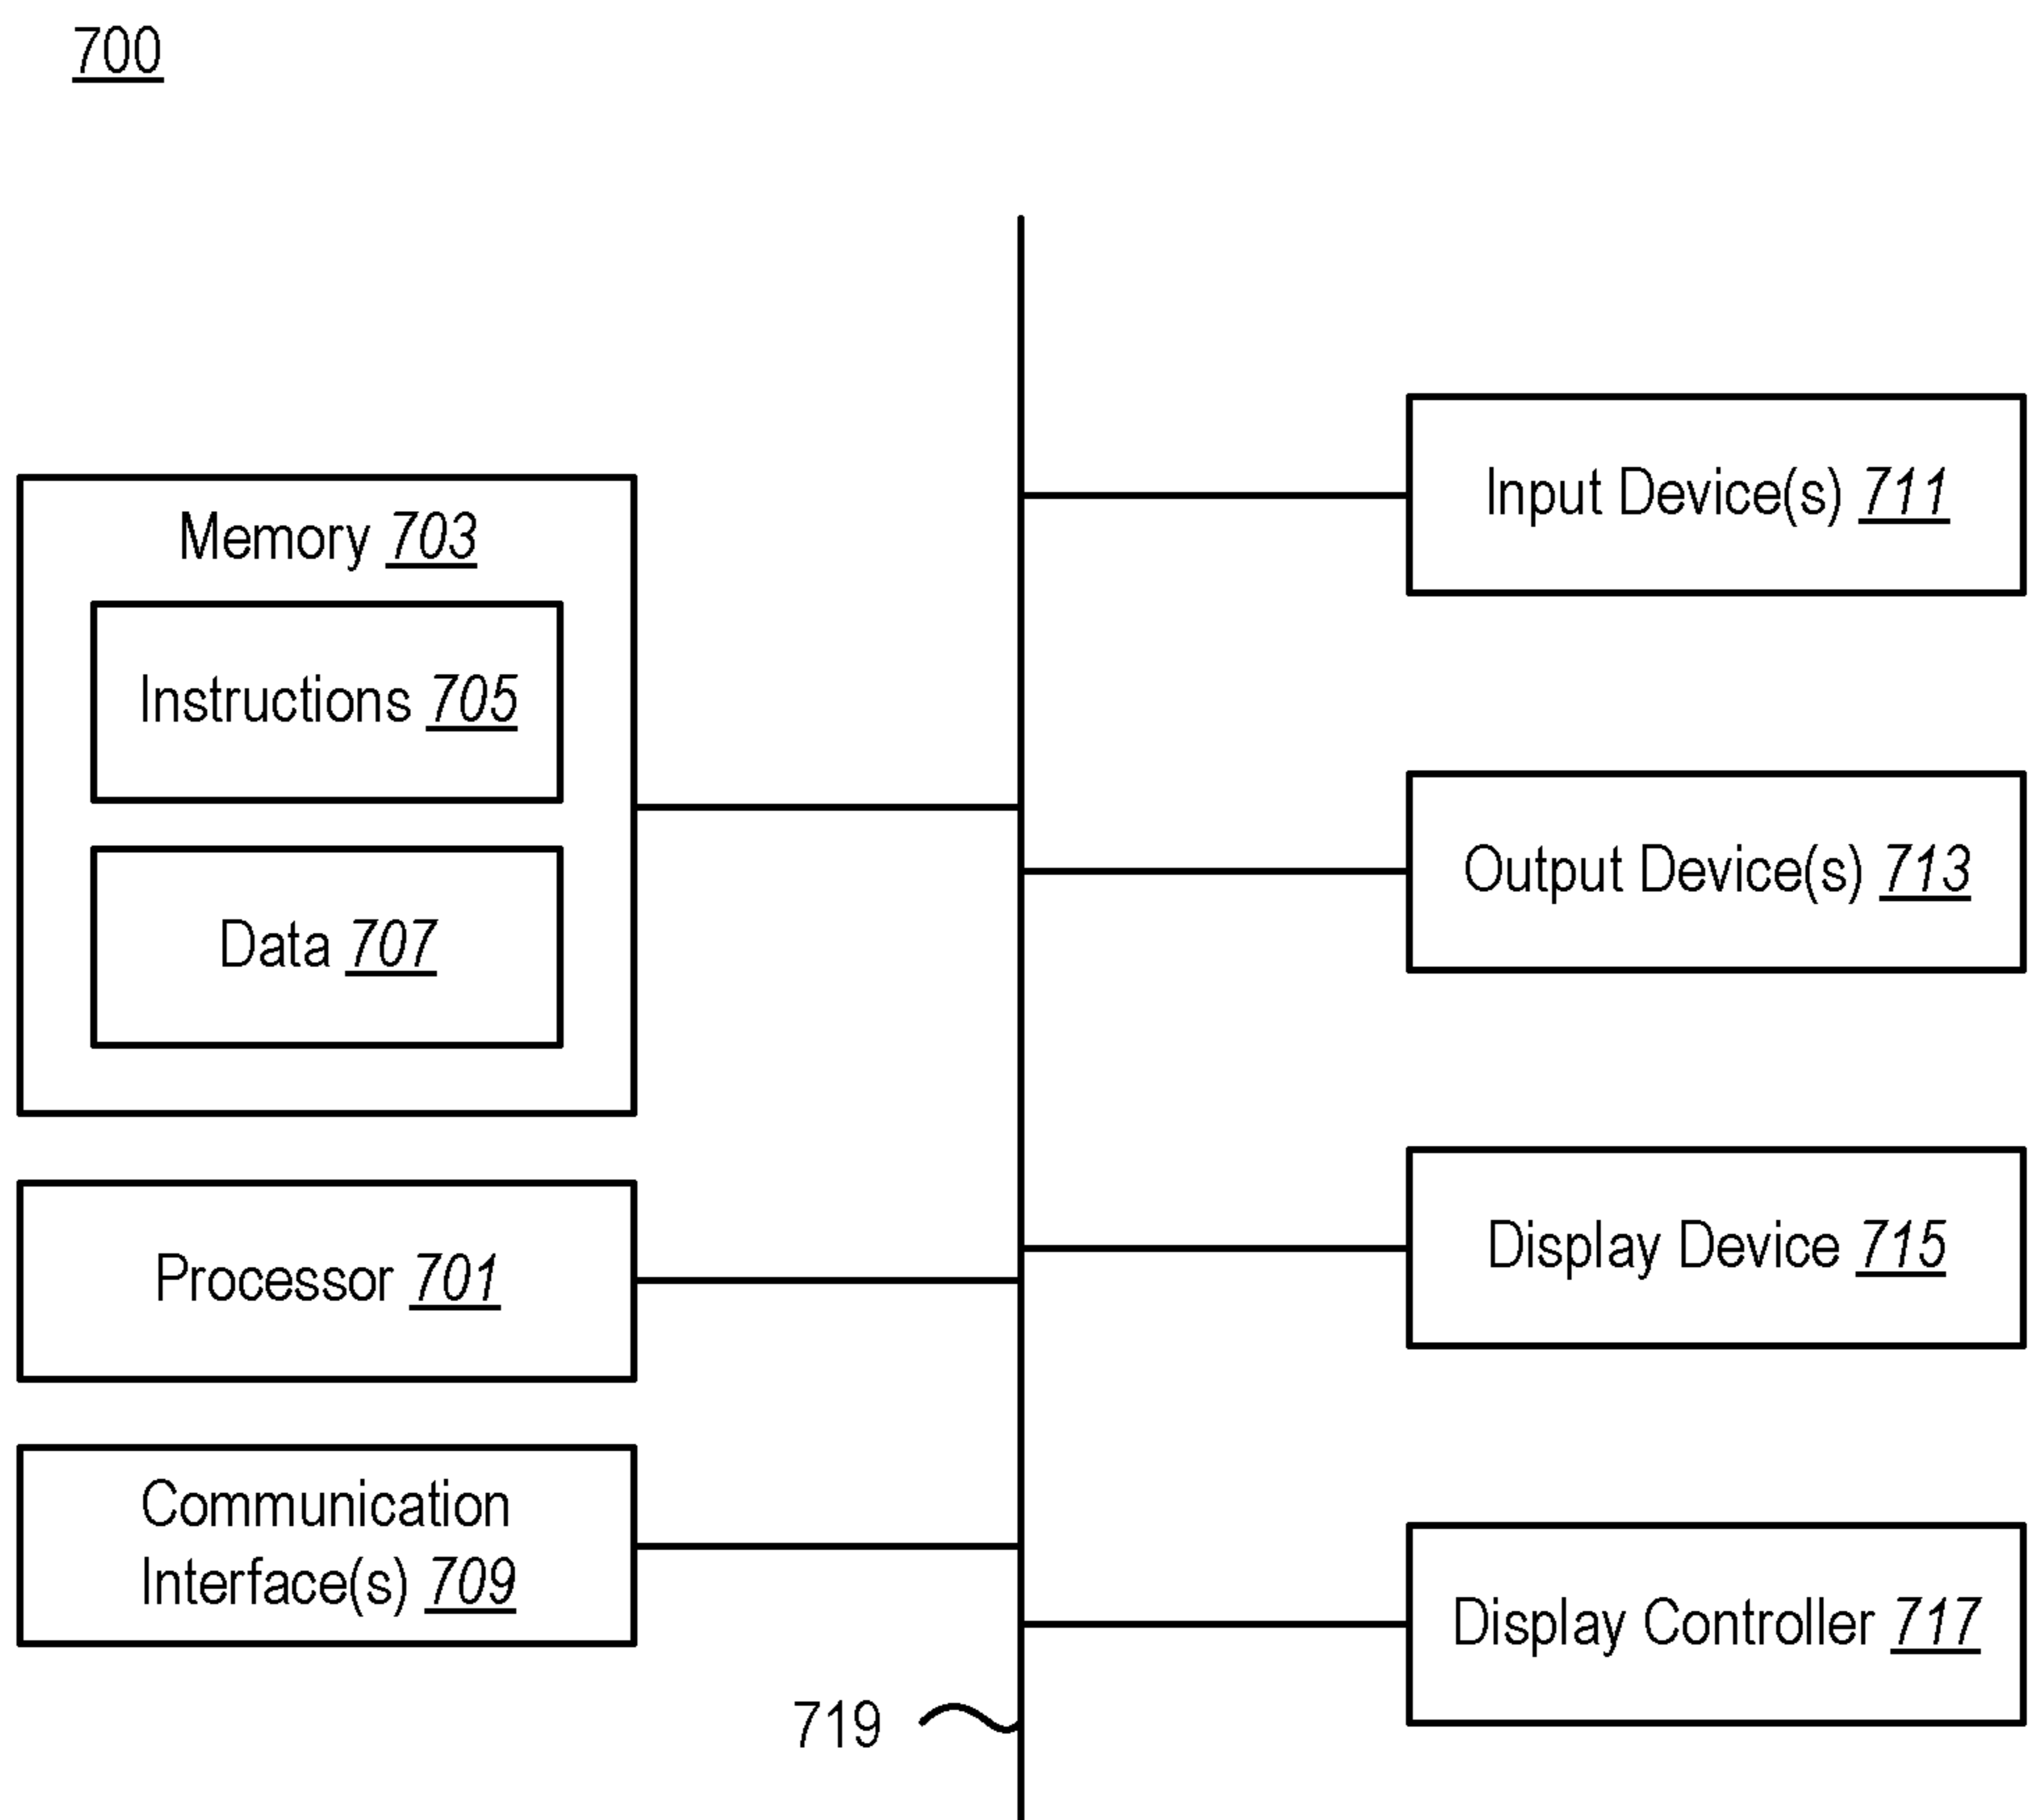 700
Memory 703
Instructions 705
Data 707
Processor 701
Communication
Interface(s) 709
Input Device(s) 711
Output Device(s) 713
Display Device 715
Display Controller 717
719